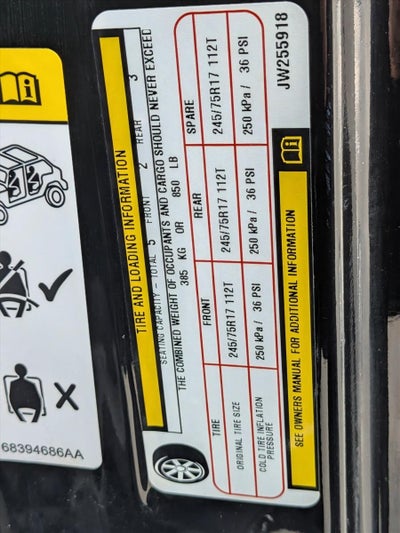 TIRE AND LOADING INFORMATION
SEATING CAPACITY - TOTAL 5 FRONT 2 REAR 3
THE COMBINED WEIGHT OF OCCUPANTS AND CARGO SHOULD NEVER EXCEED
385 KG OR 850 LB
TIRE FRONT REAR SPARE
ORIGINAL TIRE SIZE 245/75R17 112T 245/75R17 112T 245/75R17 112T
COLD TIRE INFLATION PRESSURE 250 kPa / 36 PSI 250 kPa / 36 PSI 250 kPa / 36 PSI
SEE OWNERS MANUAL FOR ADDITIONAL INFORMATION
JW255918
68394686AA